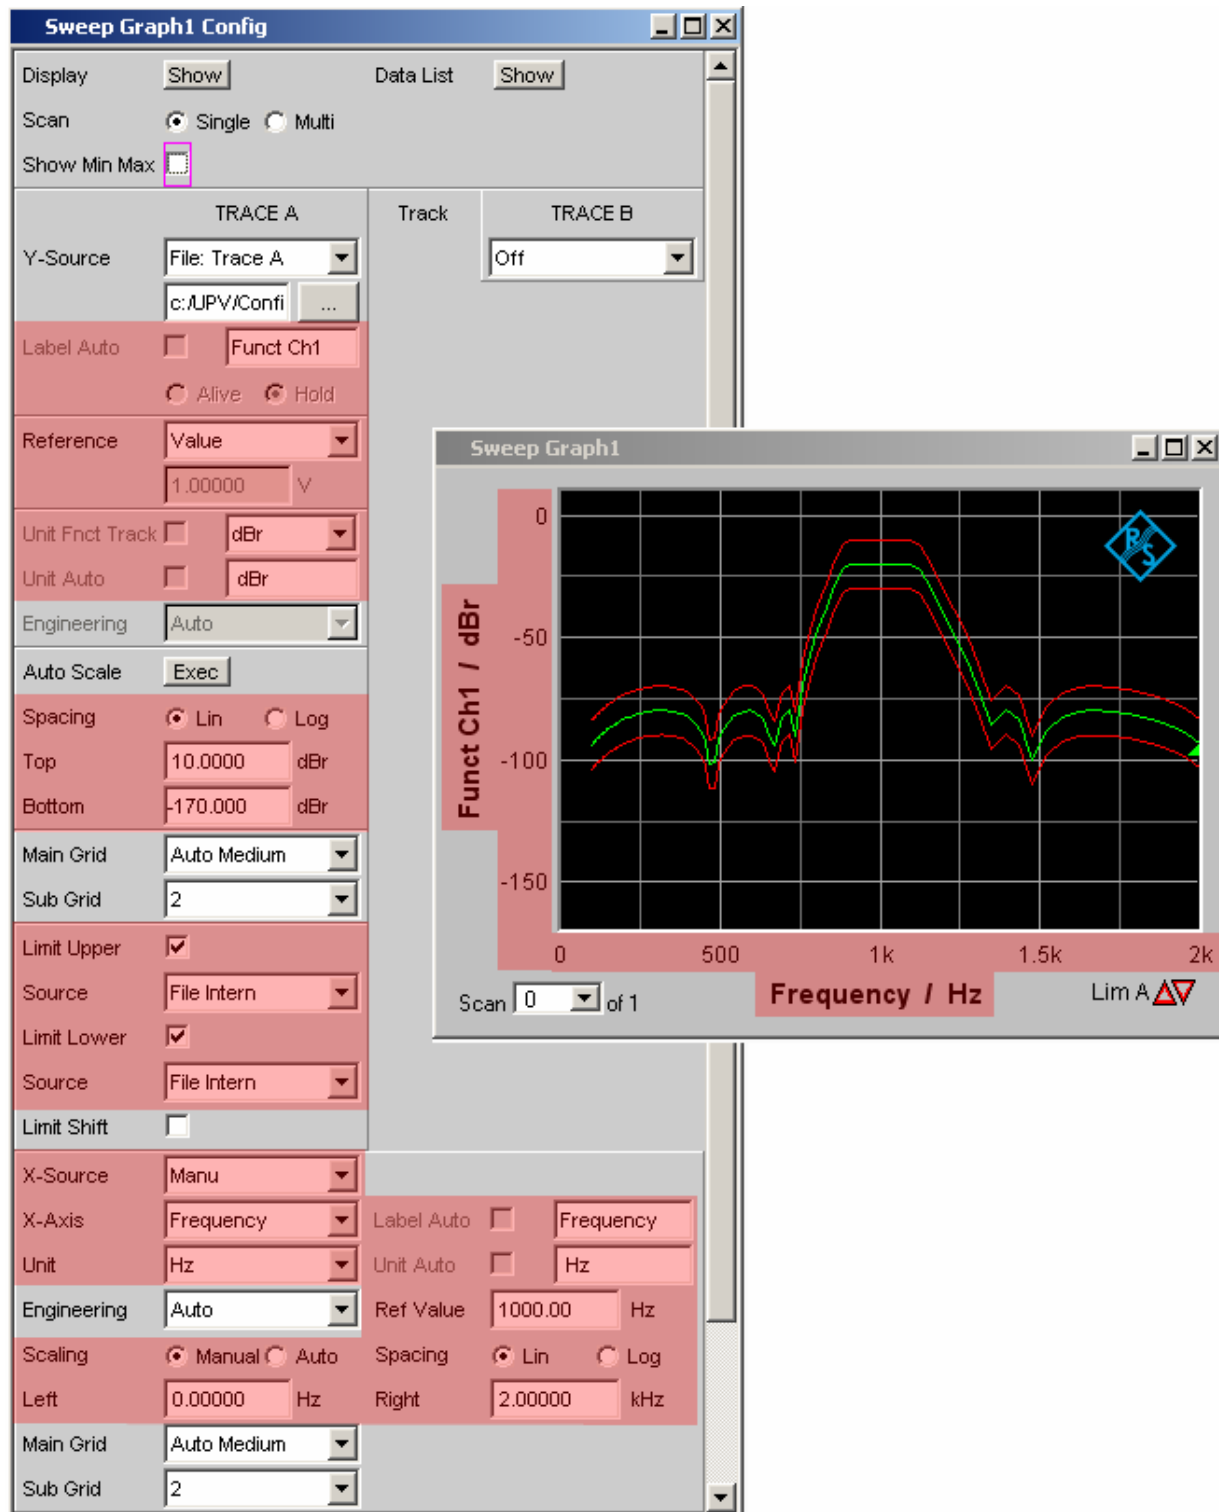 Sweep Graph1 Config
Display Show Data List Show
Scan Single Multi
Show Min Max
TRACE A Track TRACE B
Y-Source File: Trace A Off
c:/UPV/Confi ...
Label Auto Funct Ch1
Alive Hold
Reference Value
1.00000 V
Unit Fnct Track dBr
Unit Auto dBr
Engineering Auto
Auto Scale Exec
Spacing Lin Log
Top 10.0000 dBr
Bottom -170.000 dBr
Main Grid Auto Medium
Sub Grid 2
Limit Upper
Source File Intern
Limit Lower
Source File Intern
Limit Shift
X-Source Manu
X-Axis Frequency Label Auto Frequency
Unit Hz Unit Auto Hz
Engineering Auto Ref Value 1000.00 Hz
Scaling Manual Auto Spacing Lin Log
Left 0.00000 Hz Right 2.00000 kHz
Main Grid Auto Medium
Sub Grid 2
Sweep Graph1
R S
Funct Ch1 / dBr
0
-50
-100
-150
0 500 1k 1.5k 2k
Scan 0 of 1 Frequency / Hz Lim A